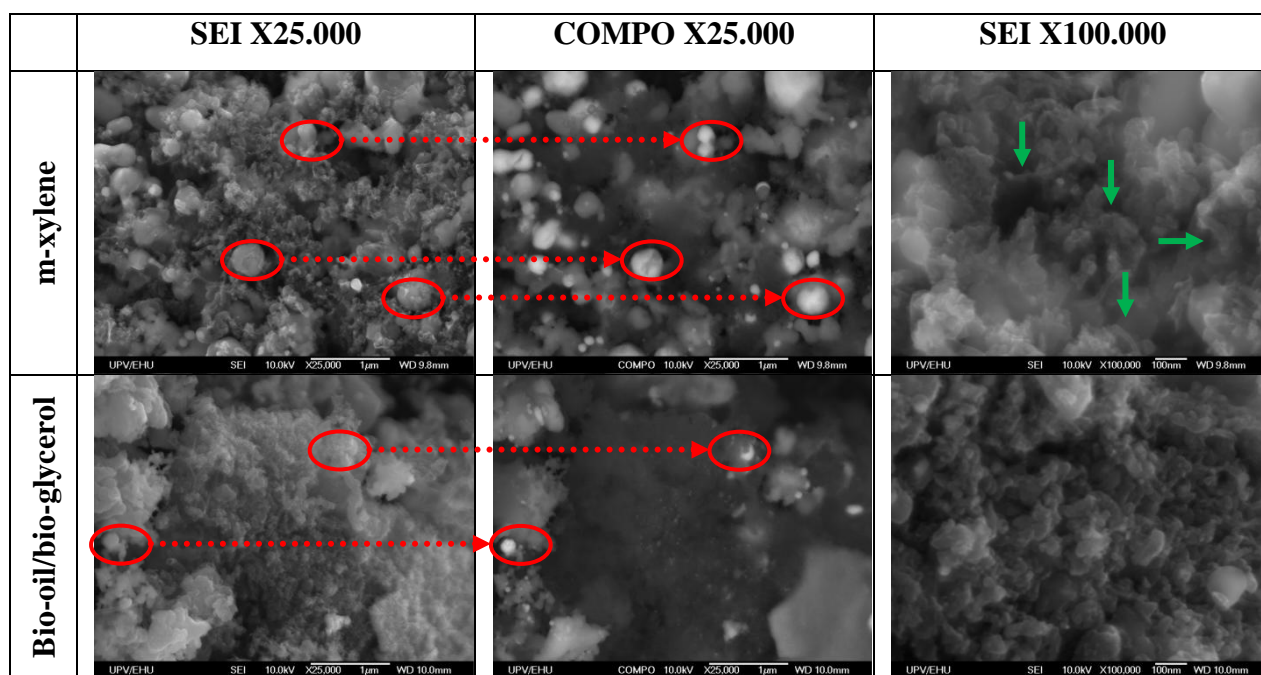 SEI X25.000
COMPO X25.000
SEI X100.000
m-xylene
UPV/EHU SEI 10.0kV X25,000 1µm WD 9.8mm
UPV/EHU COMPO 10.0kV X25,000 1µm WD 9.8mm
UPV/EHU SEI 10.0kV X100,000 100nm WD 9.8mm
Bio-oil/bio-glycerol
UPV/EHU SEI 10.0kV X25,000 1µm WD 10.0mm
UPV/EHU COMPO 10.0kV X25,000 1µm WD 10.0mm
UPV/EHU SEI 10.0kV X100,000 100nm WD 10.0mm